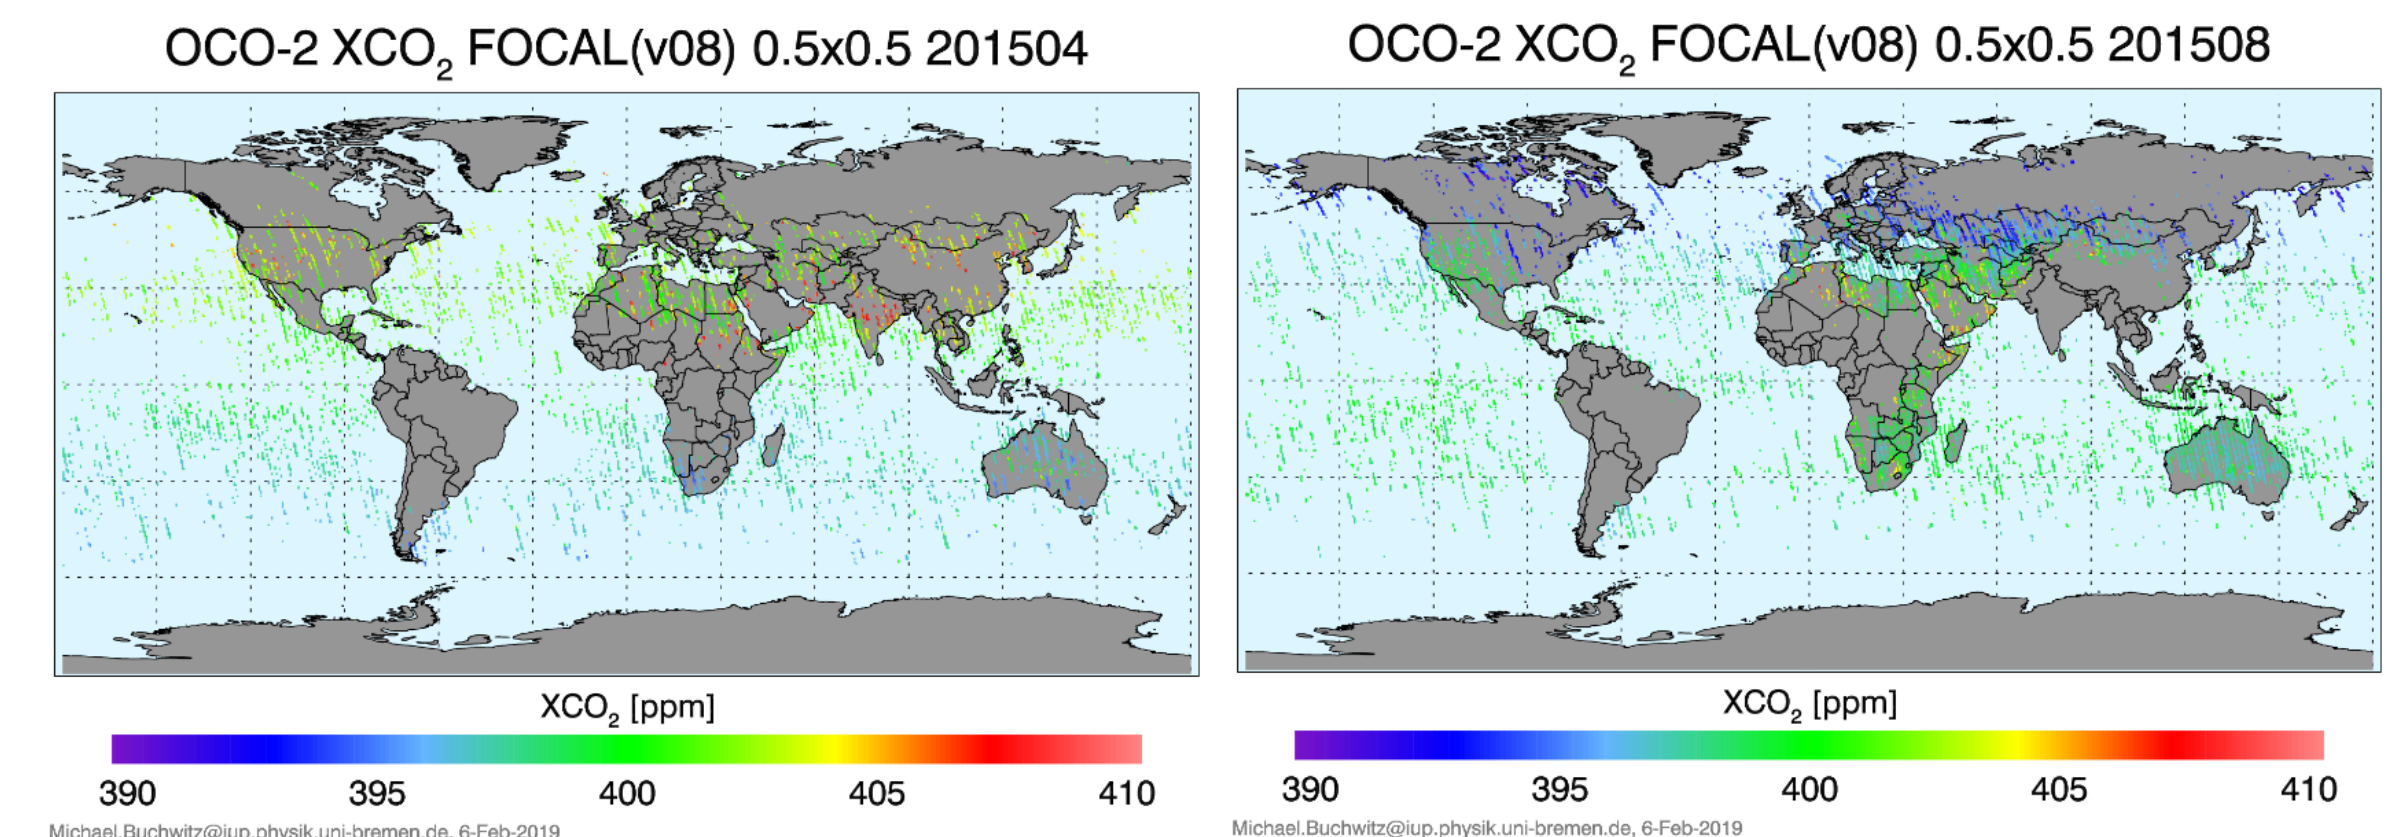 OCO-2 XCO₂ FOCAL(v08) 0.5x0.5 201504
XCO₂ [ppm]
390 395 400 405 410
Michael.Buchwitz@iup.physik.uni-bremen.de, 6-Feb-2019
OCO-2 XCO₂ FOCAL(v08) 0.5x0.5 201508
XCO₂ [ppm]
390 395 400 405 410
Michael.Buchwitz@iup.physik.uni-bremen.de, 6-Feb-2019